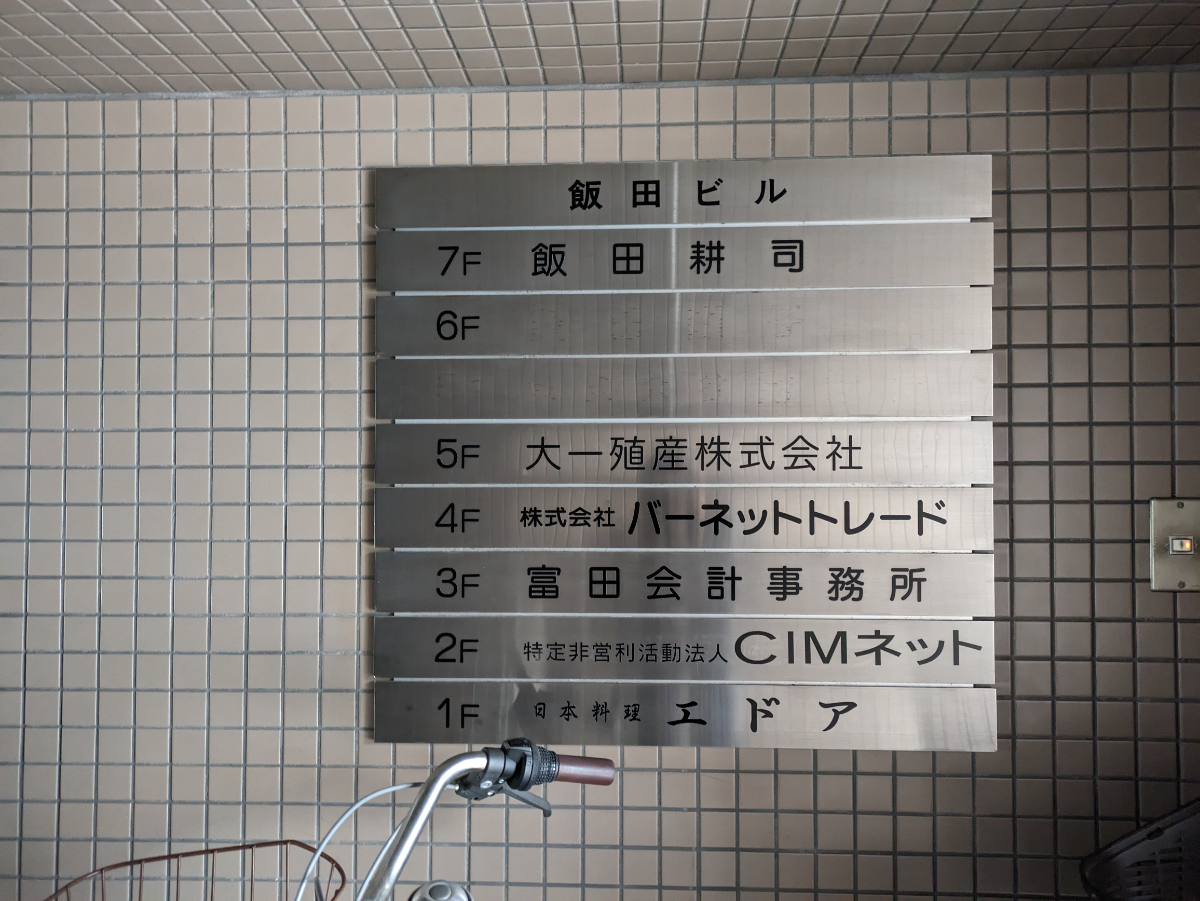 飯田ビル
7F 飯田耕司
6F
5F 大一殖産株式会社
4F 株式会社 バーネットトレード
3F 富田会計事務所
2F 特定非営利活動法人 CIMネット
1F 日本料理 エドア